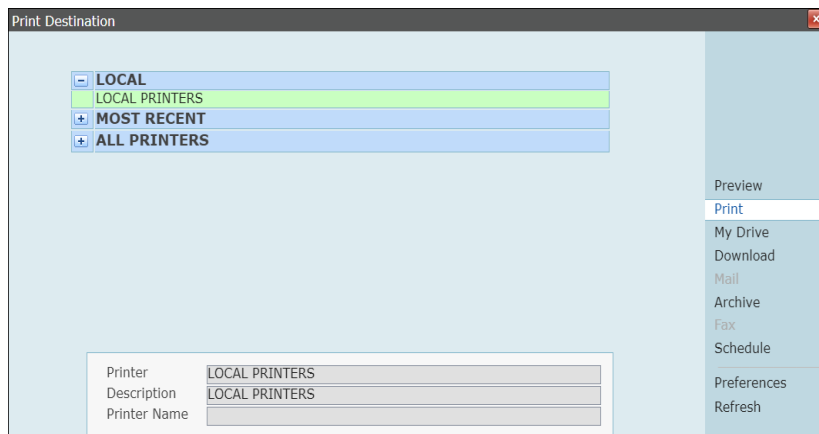 Print Destination
LOCAL
LOCAL PRINTERS
MOST RECENT
ALL PRINTERS
Preview
Print
My Drive
Download
Mail
Archive
Fax
Schedule
Preferences
Refresh
Printer LOCAL PRINTERS
Description LOCAL PRINTERS
Printer Name